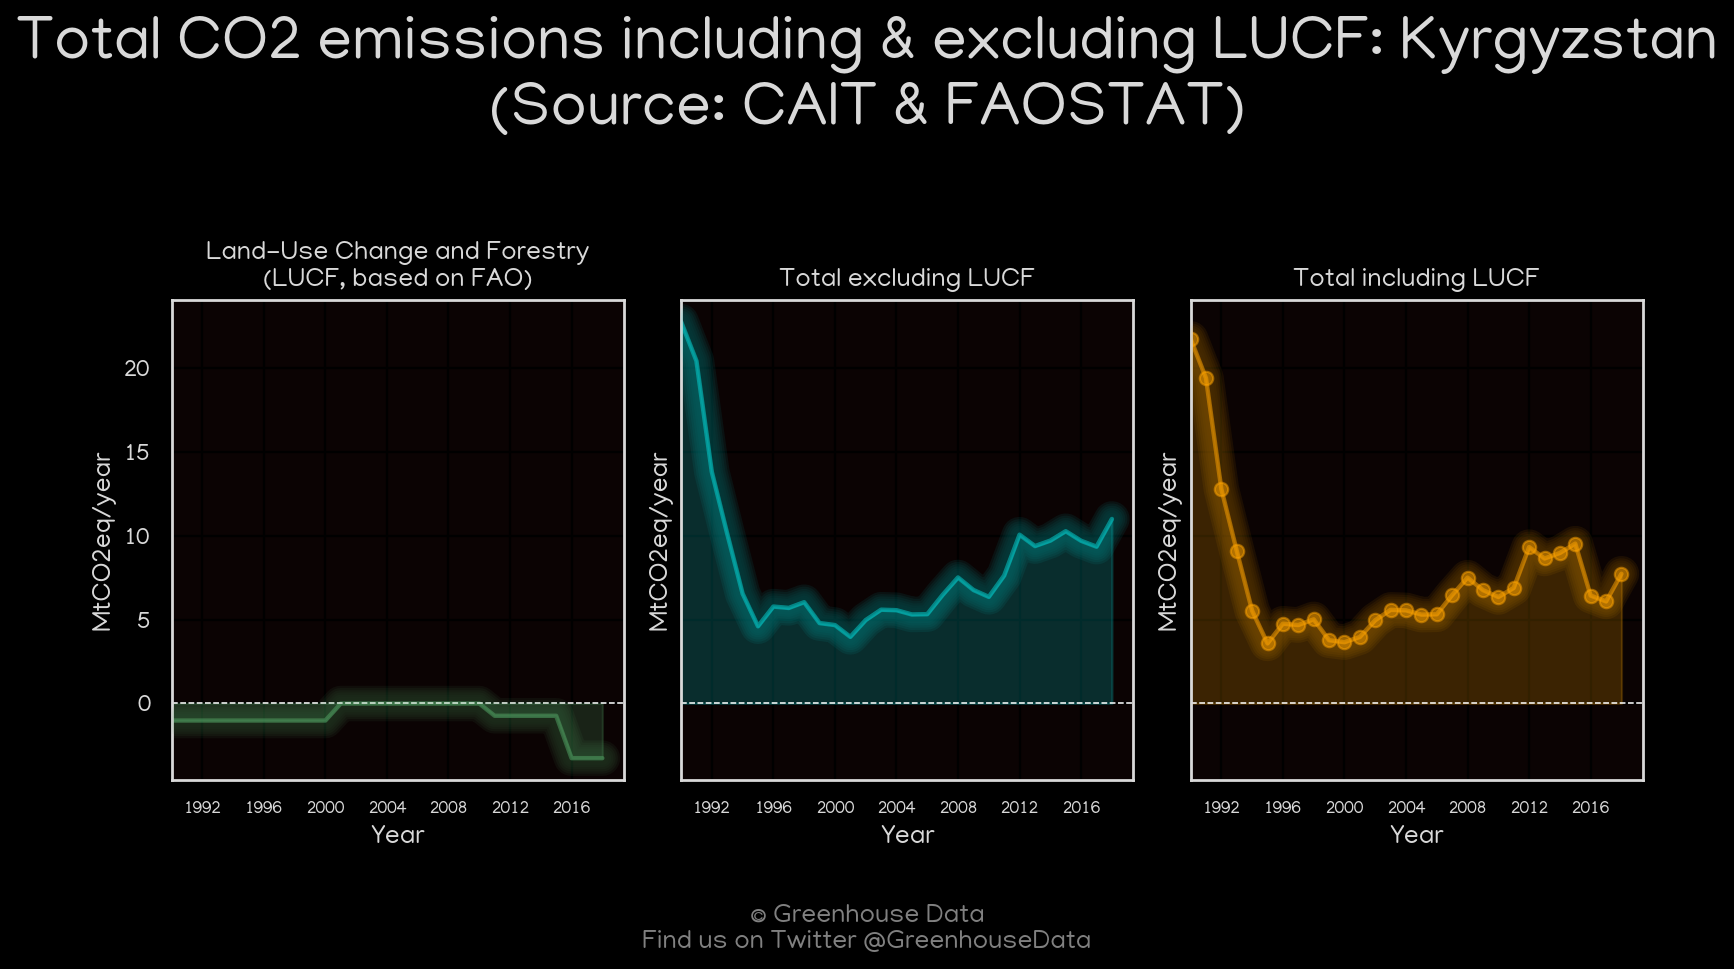 Total CO2 emissions including & excluding LUCF: Kyrgyzstan
(Source: CAIT & FAOSTAT)
Land-Use Change and Forestry
(LUCF, based on FAO)
Total excluding LUCF
Total including LUCF
20
15
10
5
0
MtCO2eq/year
MtCO2eq/year
MtCO2eq/year
1992 1996 2000 2004 2008 2012 2016
1992 1996 2000 2004 2008 2012 2016
1992 1996 2000 2004 2008 2012 2016
Year
Year
Year
© Greenhouse Data
Find us on Twitter @GreenhouseData